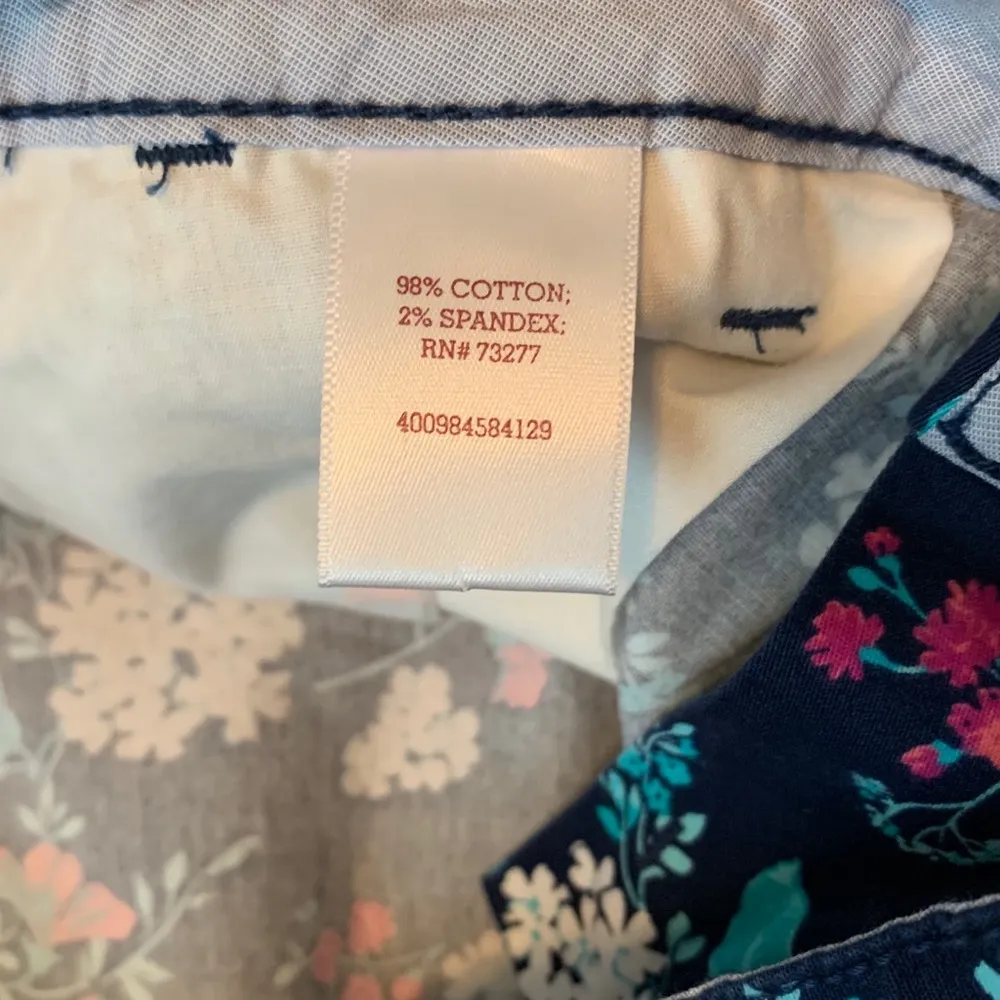 98% COTTON;
2% SPANDEX;
RN# 73277
400984584129